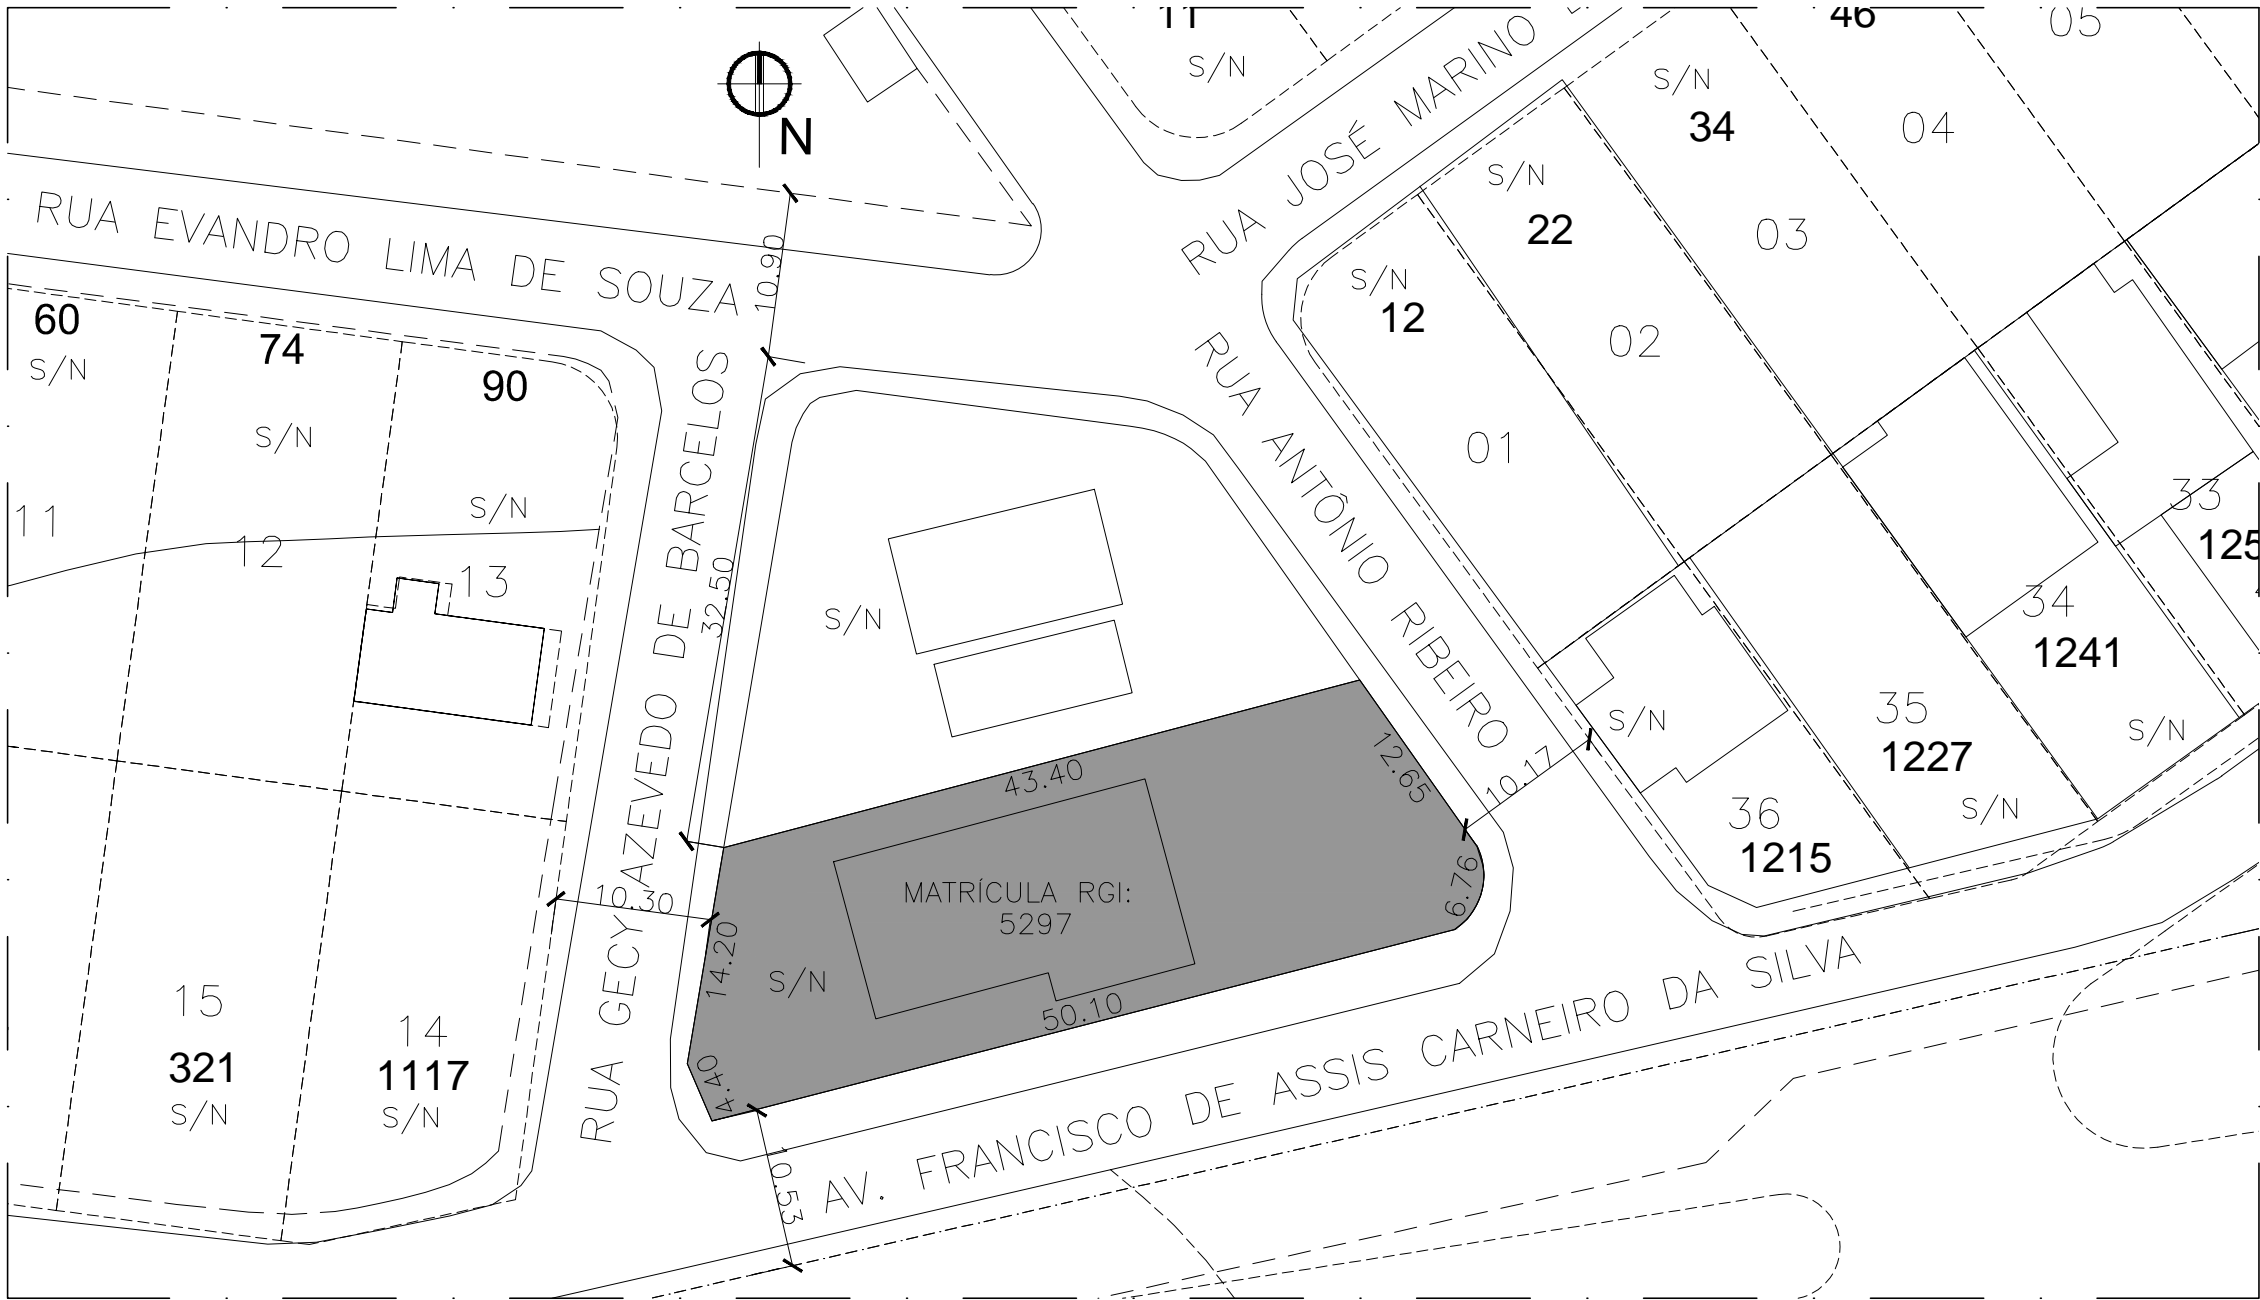 11
S/N
46
05
S/N
34
04
N
RUA JOSÉ MARINO
S/N
22
03
RUA EVANDRO LIMA DE SOUZA
10.90
S/N
12
02
60
S/N
74
S/N
90
S/N
RUA GECY AZEVEDO DE BARCELOS
RUA ANTÔNIO RIBEIRO
01
11
12
13
32.50
S/N
33
34
1241
S/N
35
1227
S/N
S/N
36
1215
43.40
12.65
10.17
6.76
MATRÍCULA RGI:
5297
S/N
10.30
14.20
50.10
4.40
10.53
15
321
S/N
14
1117
S/N
AV. FRANCISCO DE ASSIS CARNEIRO DA SILVA